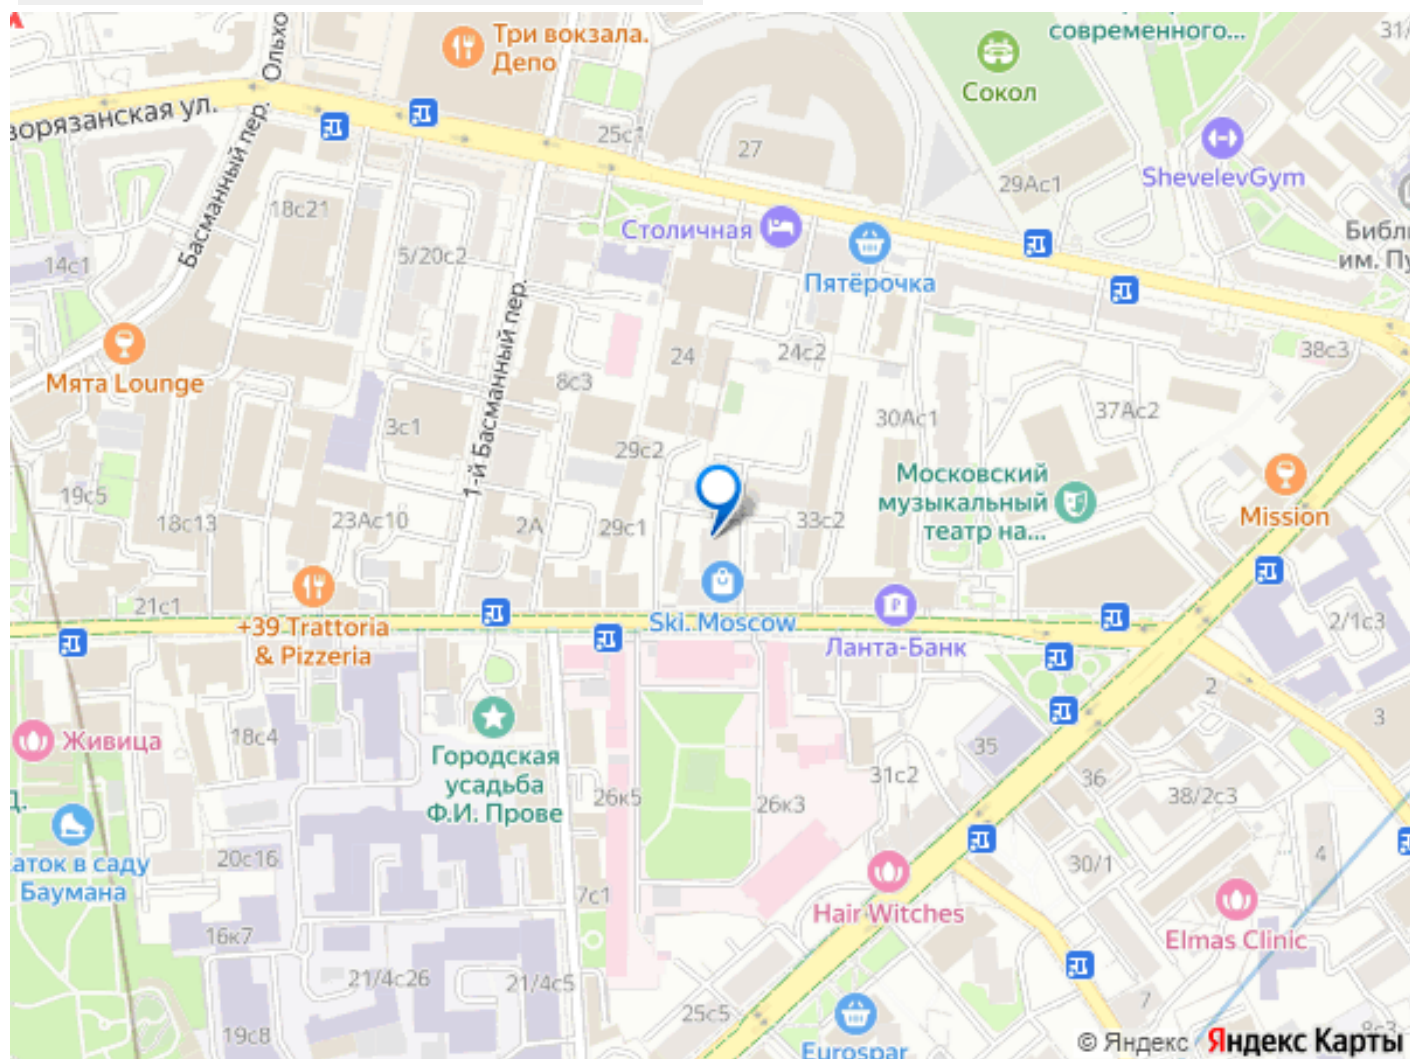 Три вокзала.
Депо
современного...
31/
Сокол
Ольхо
ворязанская ул.
25с1
27
29Ас1
ShevelevGym
Басманный пер.
18с21
Столичная
14с1
5/20с2
Пятёрочка
Библ
им. Пу
Мята Lounge
24
24с2
38с3
8с3
3с1
1-й Басманный пер.
30Ас1
37Ас2
29с2
Московский
музыкальный
театр на...
19с5
18с13
23Ас10
2А
29с1
33с2
Mission
21с1
+39 Trattoria
& Pizzeria
Ski. Moscow
Ланта-Банк
2/1с3
2
3
Живица
18с4
Городская
усадьба
Ф.И. Прове
35
31с2
36
38/2с3
26к5
26к3
д.
каток в саду
Баумана
20с16
30/1
4
7с1
Hair Witches
Elmas Clinic
16к7
21/4с26
21/4с5
25с5
7
19с8
Eurospar
8с3
© Яндекс Яндекс Карты